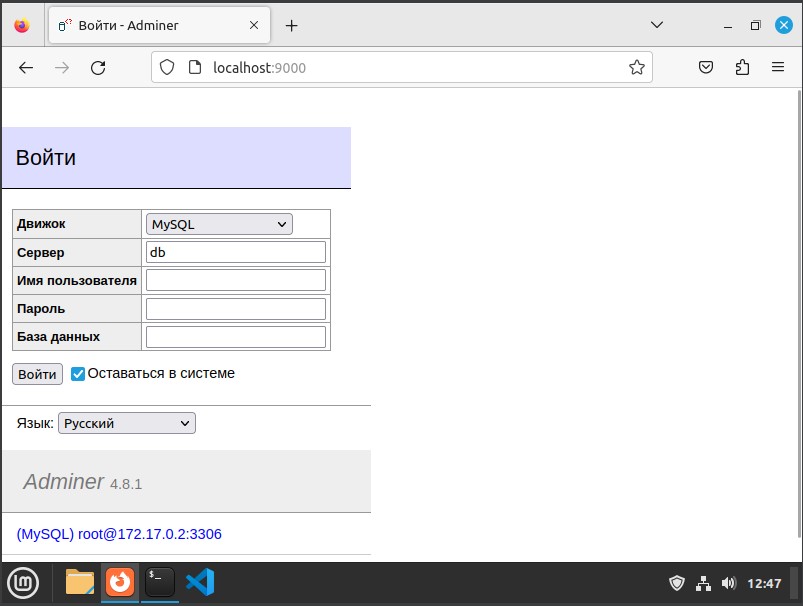 Войти - Adminer
localhost:9000
Войти
Движок MySQL
Сервер db
Имя пользователя
Пароль
База данных
Войти Оставаться в системе
Язык: Русский
Adminer 4.8.1
(MySQL) root@172.17.0.2:3306
$_ 12:47